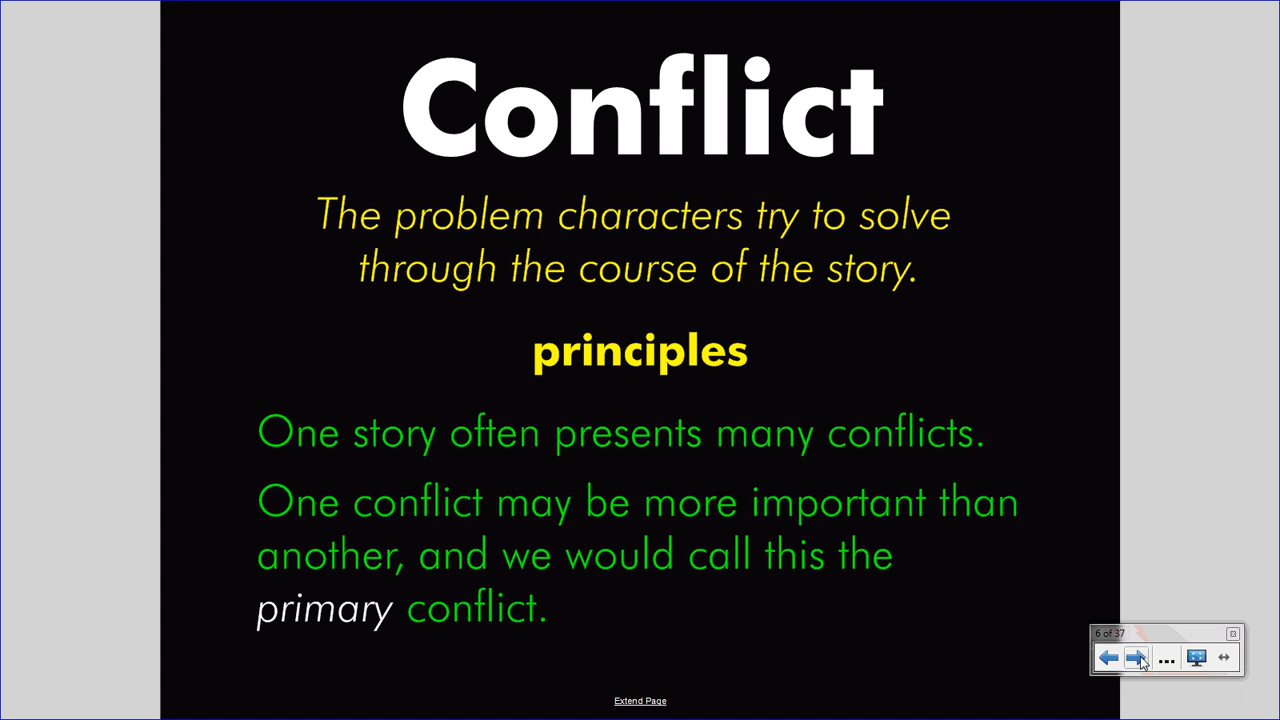 Conflict
The problem characters try to solve
through the course of the story.
principles
One story often presents many conflicts.
One conflict may be more important than
another, and we would call this the
primary conflict.
6 of 37
...
Extend Page